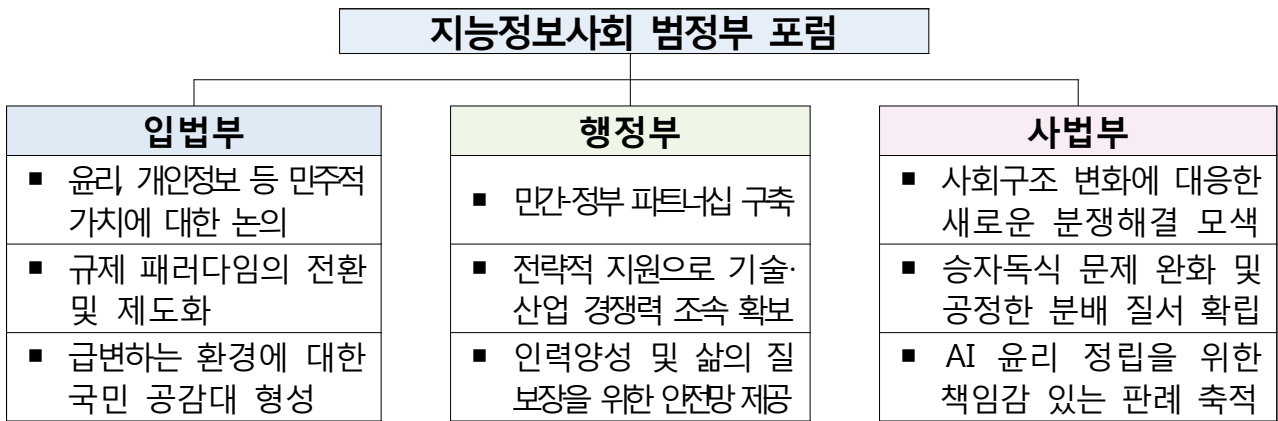 지능정보사회 범정부 포럼
입법부
■ 윤리, 개인정보 등 민주적
가치에 대한 논의
■ 규제 패러다임의 전환
및 제도화
■ 급변하는 환경에 대한
국민 공감대 형성
행정부
■ 민간-정부 파트너십 구축
■ 전략적 지원으로 기술·
산업 경쟁력 조속 확보
■ 인력양성 및 삶의 질
보장을 위한 안전망 제공
사법부
■ 사회구조 변화에 대응한
새로운 분쟁해결 모색
■ 승자독식 문제 완화 및
공정한 분배 질서 확립
■ AI 윤리 정립을 위한
책임감 있는 판례 축적